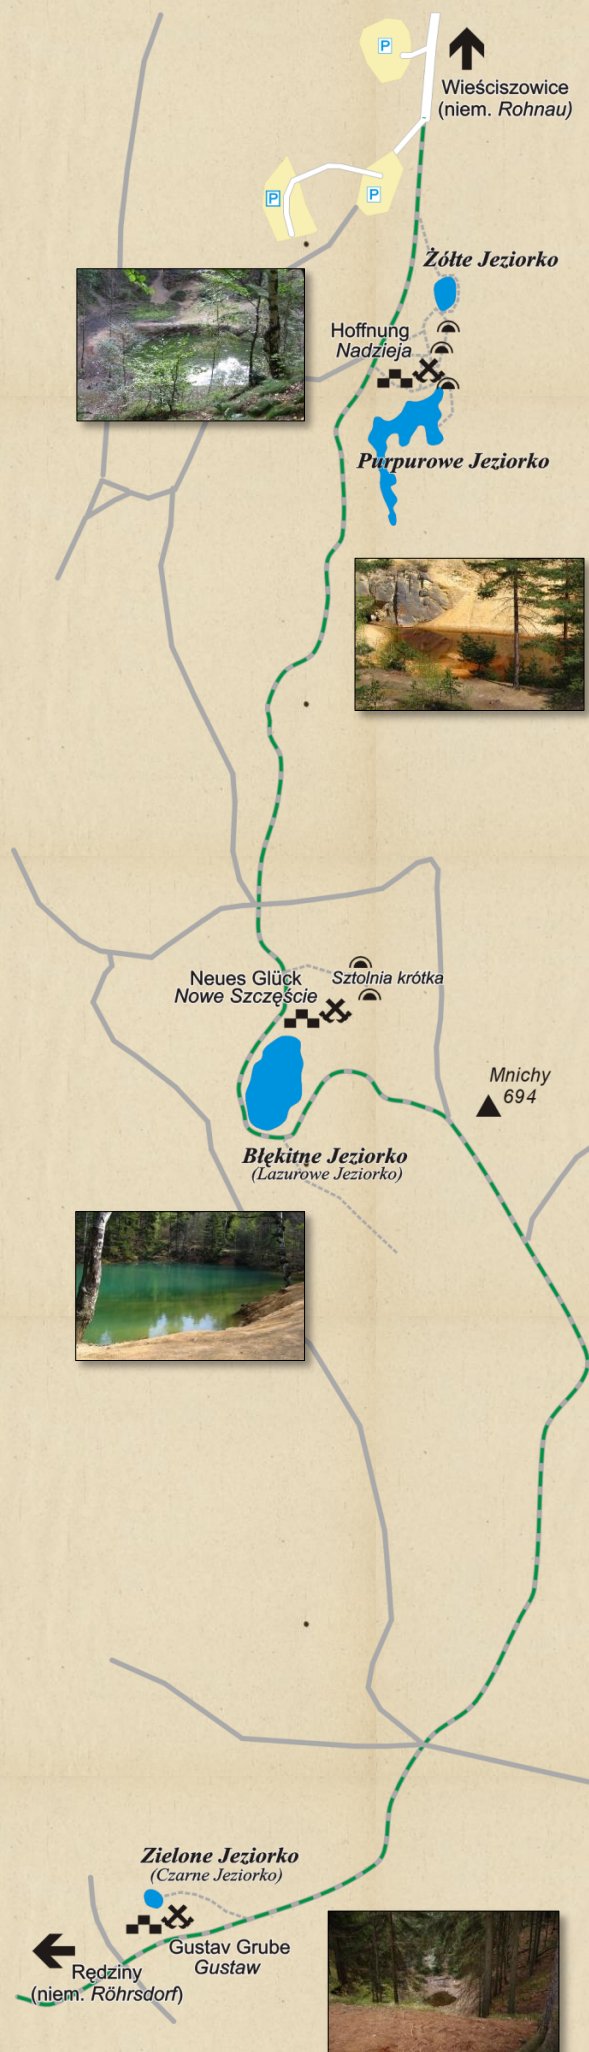 P
Wieściszowice
(niem. Rohnau)
P
P
Żółte Jeziorko
Hoffnung
Nadzieja
Purpurowe Jeziorko
Neues Glück
Nowe Szczęście
Sztolnia krótka
Mnichy
694
Błękitne Jeziorko
(Lazurowe Jeziorko)
Zielone Jeziorko
(Czarne Jeziorko)
Gustav Grube
Gustaw
Rędziny
(niem. Röhrsdorf)